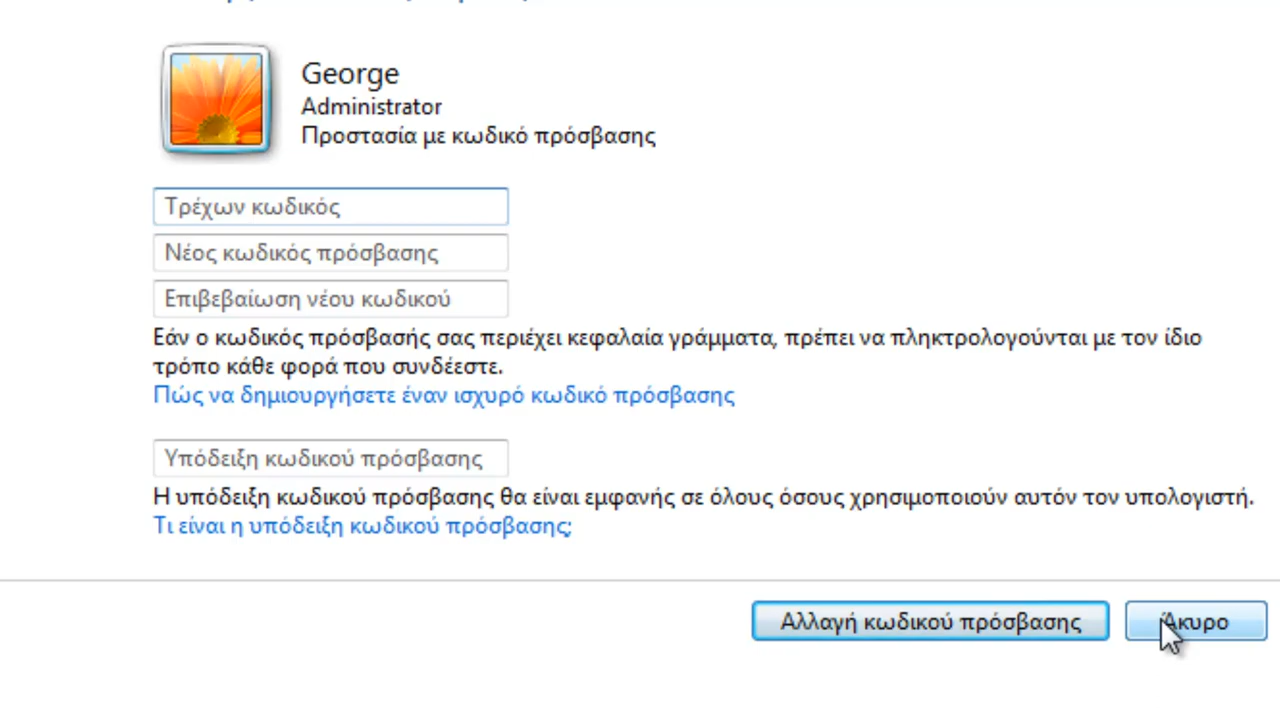 George
Administrator
Προστασία με κωδικό πρόσβασης
Τρέχων κωδικός
Νέος κωδικός πρόσβασης
Επιβεβαίωση νέου κωδικού
Εάν ο κωδικός πρόσβασής σας περιέχει κεφαλαία γράμματα, πρέπει να πληκτρολογούνται με τον ίδιο
τρόπο κάθε φορά που συνδέεστε.
Πώς να δημιουργήσετε έναν ισχυρό κωδικό πρόσβασης
Υπόδειξη κωδικού πρόσβασης
Η υπόδειξη κωδικού πρόσβασης θα είναι εμφανής σε όλους όσους χρησιμοποιούν αυτόν τον υπολογιστή.
Τι είναι η υπόδειξη κωδικού πρόσβασης;
Αλλαγή κωδικού πρόσβασης
Άκυρο